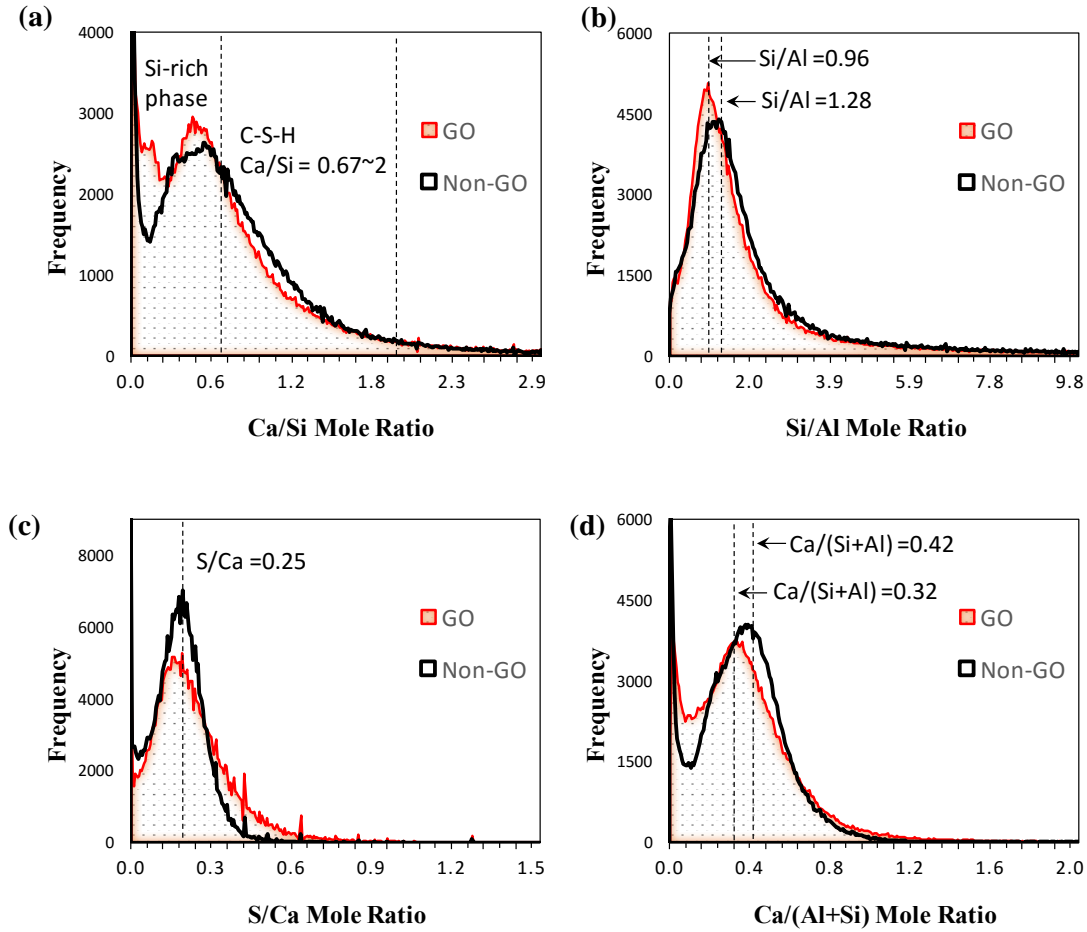 (a)
4000
3000
2000
1000
0
Frequency
Si-rich
phase
C-S-H
Ca/Si = 0.67~2
GO
Non-GO
0.0 0.6 1.2 1.8 2.3 2.9
Ca/Si Mole Ratio
(b)
6000
4500
3000
1500
0
Frequency
Si/Al =0.96
Si/Al =1.28
GO
Non-GO
0.0 2.0 3.9 5.9 7.8 9.8
Si/Al Mole Ratio
(c)
8000
6000
4000
2000
0
Frequency
S/Ca =0.25
GO
Non-GO
0.0 0.3 0.6 0.9 1.2 1.5
S/Ca Mole Ratio
(d)
6000
4500
3000
1500
0
Frequency
Ca/(Si+Al) =0.42
Ca/(Si+Al) =0.32
GO
Non-GO
0.0 0.4 0.8 1.2 1.6 2.0
Ca/(Al+Si) Mole Ratio